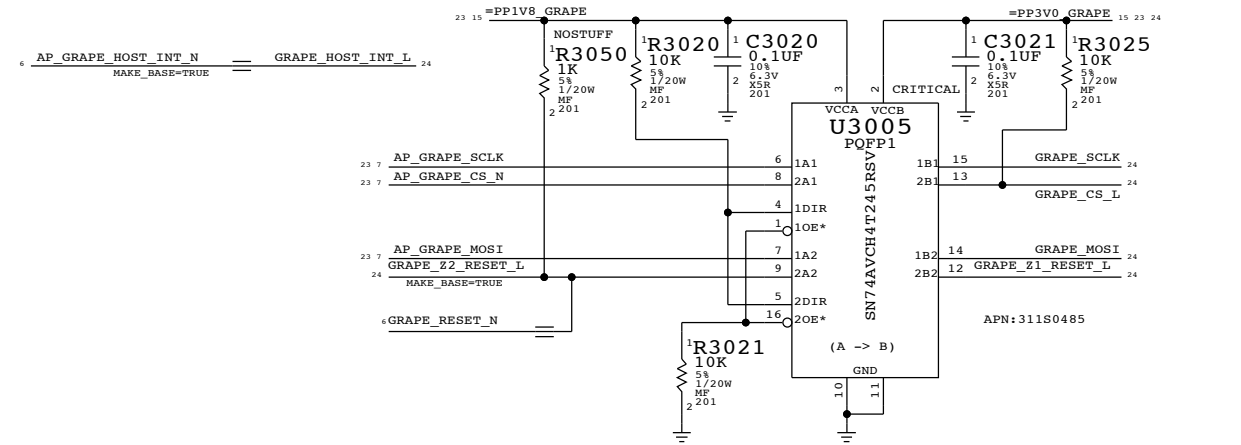 23 15 =PP1V8_GRAPE
=PP3V0_GRAPE 15 23 24
6 AP_GRAPE_HOST_INT_N GRAPE_HOST_INT_L 24
MAKE_BASE=TRUE
NOSTUFF
1 R3050
1K
5%
1/20W
MF
2 201
1 R3020
10K
5%
1/20W
MF
2 201
1 C3020
0.1UF
10%
2 6.3V
X5R
201
1 C3021
0.1UF
10%
2 6.3V
X5R
201
1 R3025
10K
5%
1/20W
MF
2 201
3 2 CRITICAL
VCCA VCCB
U3005
PQFP1
SN74AVCH4T245RSV
23 7 AP_GRAPE_SCLK 6 1A1 1B1 15 GRAPE_SCLK 24
23 7 AP_GRAPE_CS_N 8 2A1 2B1 13 24
GRAPE_CS_L
4 1DIR
1 1OE*
23 7 AP_GRAPE_MOSI 7 1A2 1B2 14 GRAPE_MOSI 24
24 GRAPE_Z2_RESET_L 9 2A2 2B2 12 GRAPE_Z1_RESET_L 24
MAKE_BASE=TRUE
5 2DIR
6 GRAPE_RESET_N 16 2OE* APN:311S0485
(A -> B)
1 R3021
10K
5%
1/20W
MF
2 201
GND
10 11